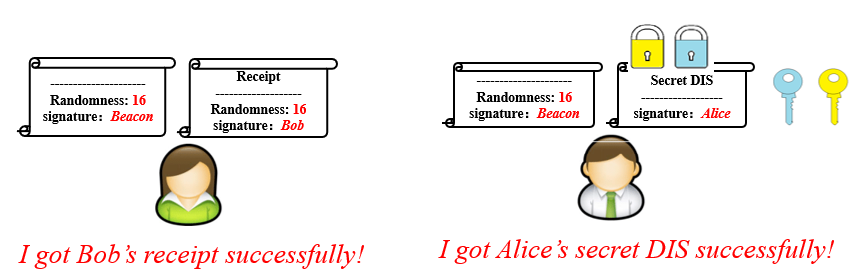 ---------------------
Randomness: 16
signature: Beacon
Receipt
-------------------
Randomness: 16
signature: Bob
I got Bob's receipt successfully!
---------------------
Randomness: 16
signature: Beacon
Secret DIS
------------------
signature: Alice
I got Alice's secret DIS successfully!